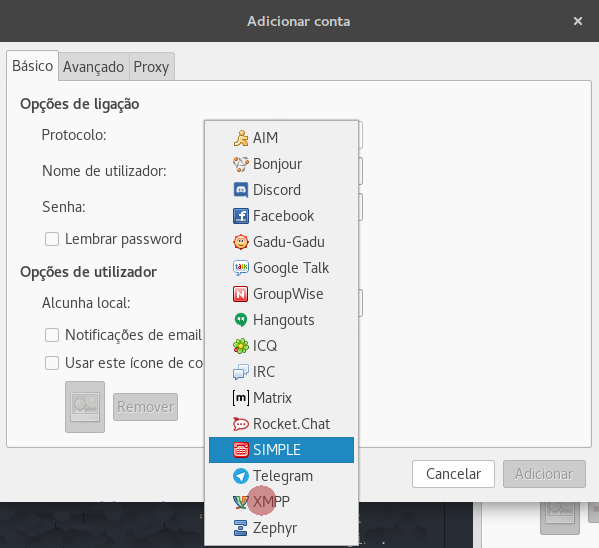 Adicionar conta
Básico Avançado Proxy
Opções de ligação
Protocolo:
Nome de utilizador:
Senha:
Lembrar password
Opções de utilizador
Alcunha local:
Notificações de email
Usar este ícone de co
Remover
AIM
Bonjour
Discord
Facebook
Gadu-Gadu
Google Talk
GroupWise
Hangouts
ICQ
IRC
[m] Matrix
Rocket.Chat
SIMPLE
Telegram
XMPP
Zephyr
Cancelar Adicionar